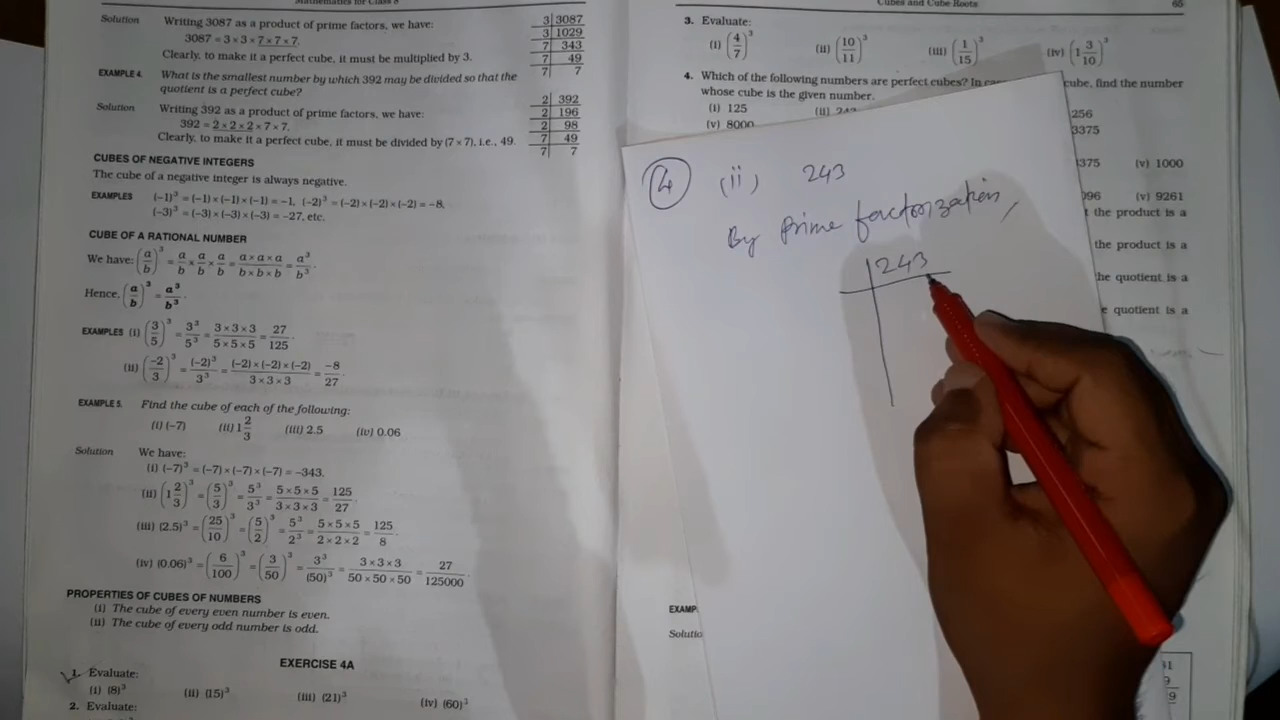 Mathematics for Class 8
Solution Writing 3087 as a product of prime factors, we have:
3087 = 3 × 3 × 7 × 7 × 7.
Clearly, to make it a perfect cube, it must be multiplied by 3.
3 3087
3 1029
7 343
7 49
7 7
EXAMPLE 4. What is the smallest number by which 392 may be divided so that the
quotient is a perfect cube?
Solution Writing 392 as a product of prime factors, we have:
392 = 2 × 2 × 2 × 7 × 7.
Clearly, to make it a perfect cube, it must be divided by (7 × 7), i.e., 49.
2 392
2 196
2 98
7 49
7 7
CUBES OF NEGATIVE INTEGERS
The cube of a negative integer is always negative.
EXAMPLES (−1)³ = (−1) × (−1) × (−1) = −1, (−2)³ = (−2) × (−2) × (−2) = −8,
(−3)³ = (−3) × (−3) × (−3) = −27, etc.
CUBE OF A RATIONAL NUMBER
We have: (a/b)³ = a/b × a/b × a/b = a × a × a / b × b × b = a³/b³.
Hence, (a/b)³ = a³/b³.
EXAMPLES (i) (3/5)³ = 3³/5³ = 3 × 3 × 3 / 5 × 5 × 5 = 27/125.
(ii) (−2/3)³ = (−2)³/3³ = (−2) × (−2) × (−2) / 3 × 3 × 3 = −8/27.
EXAMPLE 5. Find the cube of each of the following:
(i) (−7) (ii) 1 2/3 (iii) 2.5 (iv) 0.06
Solution We have:
(i) (−7)³ = (−7) × (−7) × (−7) = −343.
(ii) (1 2/3)³ = (5/3)³ = 5³/3³ = 5 × 5 × 5 / 3 × 3 × 3 = 125/27.
(iii) (2.5)³ = (25/10)³ = (5/2)³ = 5³/2³ = 5 × 5 × 5 / 2 × 2 × 2 = 125/8.
(iv) (0.06)³ = (6/100)³ = (3/50)³ = 3³/(50)³ = 3 × 3 × 3 / 50 × 50 × 50 = 27/125000.
PROPERTIES OF CUBES OF NUMBERS
(i) The cube of every even number is even.
(ii) The cube of every odd number is odd.
EXERCISE 4A
1. Evaluate:
(i) (8)³ (ii) (15)³ (iii) (21)³ (iv) (60)³
2. Evaluate:
Cubes and Cube Roots 65
3. Evaluate:
(i) (4/7)³ (ii) (10/11)³ (iii) (1/15)³ (iv) (1 3/10)³
4. Which of the following numbers are perfect cubes? In cube, find the number
whose cube is the given number.
(i) 125 (ii) 243 256
(v) 8000 3375
375 (v) 1000
096 (v) 9261
the product is a
the product is a
the quotient is a
e quotient is a
4 (ii) 243
By prime factorization,
243
EXAMP
Solutio